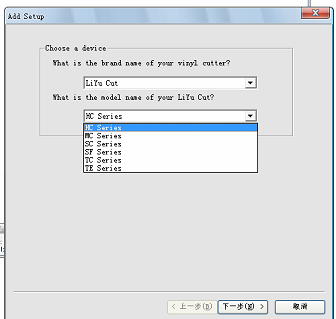 Add Setup
Choose a device
What is the brand name of your vinyl cutter?
LiYu Cut
What is the model name of your LiYu Cut?
HC Series
HC Series
MC Series
SC Series
SF Series
TC Series
TE Series
< 上一步(B)
下一步(N) >
取消